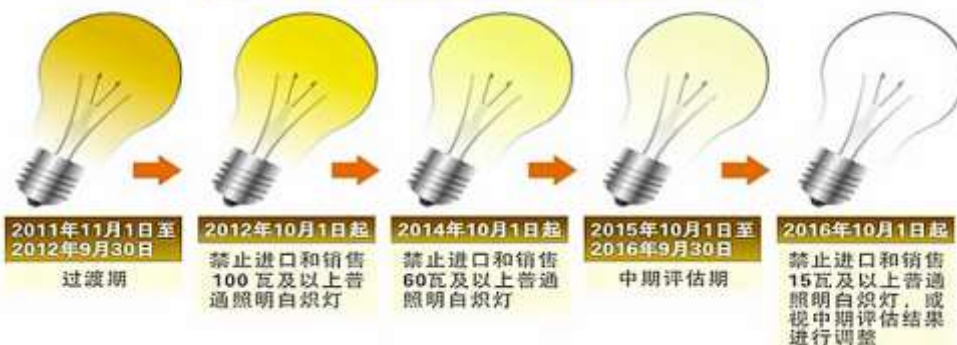 2011年11月1日至
2012年9月30日
过渡期
2012年10月1日起
禁止进口和销售
100瓦及以上普
通照明白炽灯
2014年10月1日起
禁止进口和销售
60瓦及以上普通
照明白炽灯
2015年10月1日至
2016年9月30日
中期评估期
2016年10月1日起
禁止进口和销售
15瓦及以上普通
照明白炽灯，或
视中期评估结果
进行调整